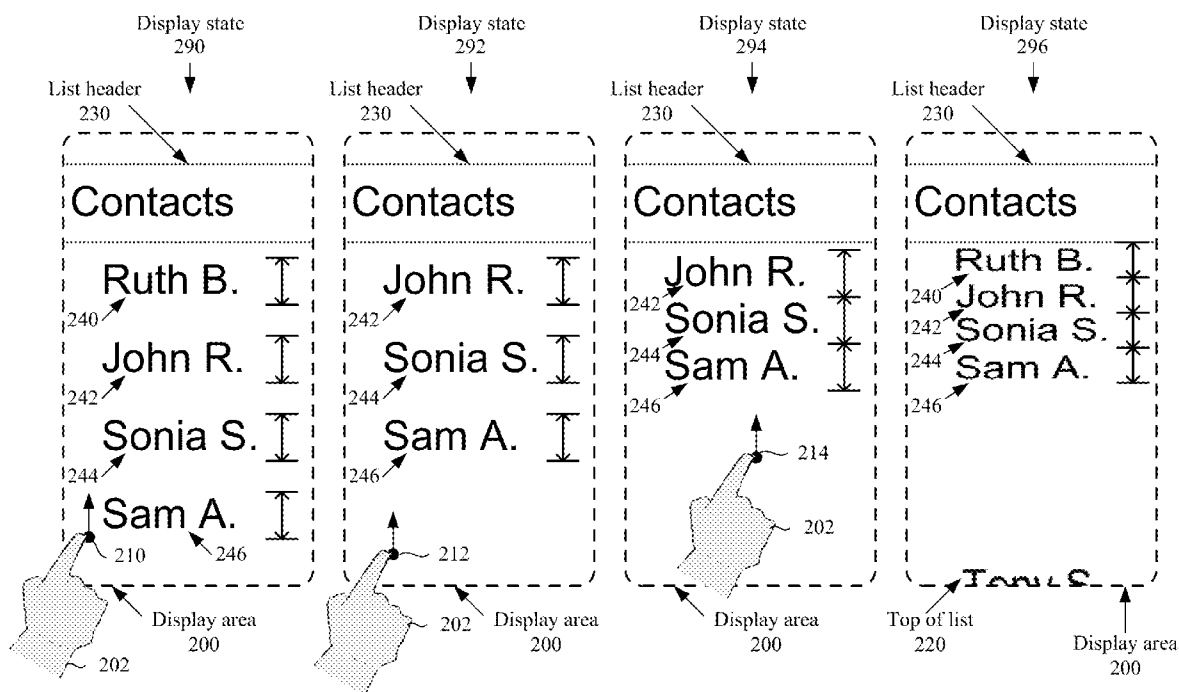 Display state
290
List header
230
Contacts
Ruth B.
240
John R.
242
Sonia S.
244
Sam A.
210
246
Display area
200
202
Display state
292
List header
230
Contacts
John R.
242
Sonia S.
244
Sam A.
246
212
202
Display area
200
Display state
294
List header
230
Contacts
John R.
242
Sonia S.
244
Sam A.
246
214
202
Display area
200
Display state
296
List header
230
Contacts
Ruth B.
240
John R.
242
Sonia S.
244
Sam A.
246
Tony S.
Top of list
220
Display area
200